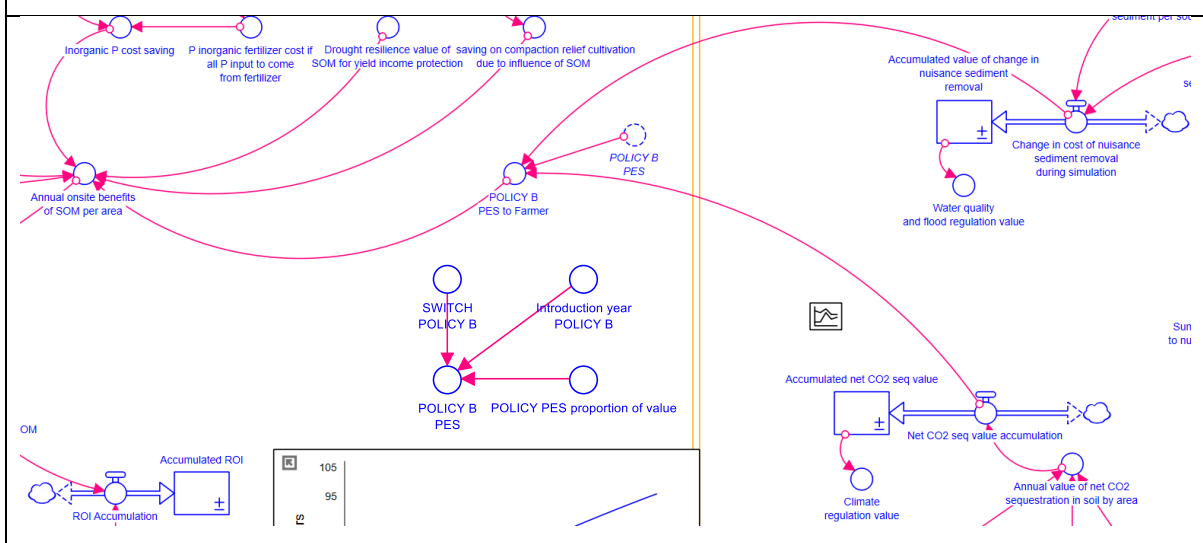 sediment per so
Inorganic P cost saving
P inorganic fertilizer cost if
all P input to come
from fertilizer
Drought resilience value of
SOM for yield income protection
saving on compaction relief cultivation
due to influence of SOM
Accumulated value of change in
nuisance sediment
removal
se
POLICY B
PES
Change in cost of nuisance
sediment removal
during simulation
Annual onsite benefits
of SOM per area
POLICY B
PES to Farmer
Water quality
and flood regulation value
SWITCH
POLICY B
Introduction year
POLICY B
Sun
to nu
Accumulated net CO2 seq value
POLICY B
PES
POLICY PES proportion of value
OM
Net CO2 seq value accumulation
Accumulated ROI
105
95
rs
ROI Accumulation
Climate
regulation value
Annual value of net CO2
sequestration in soil by area